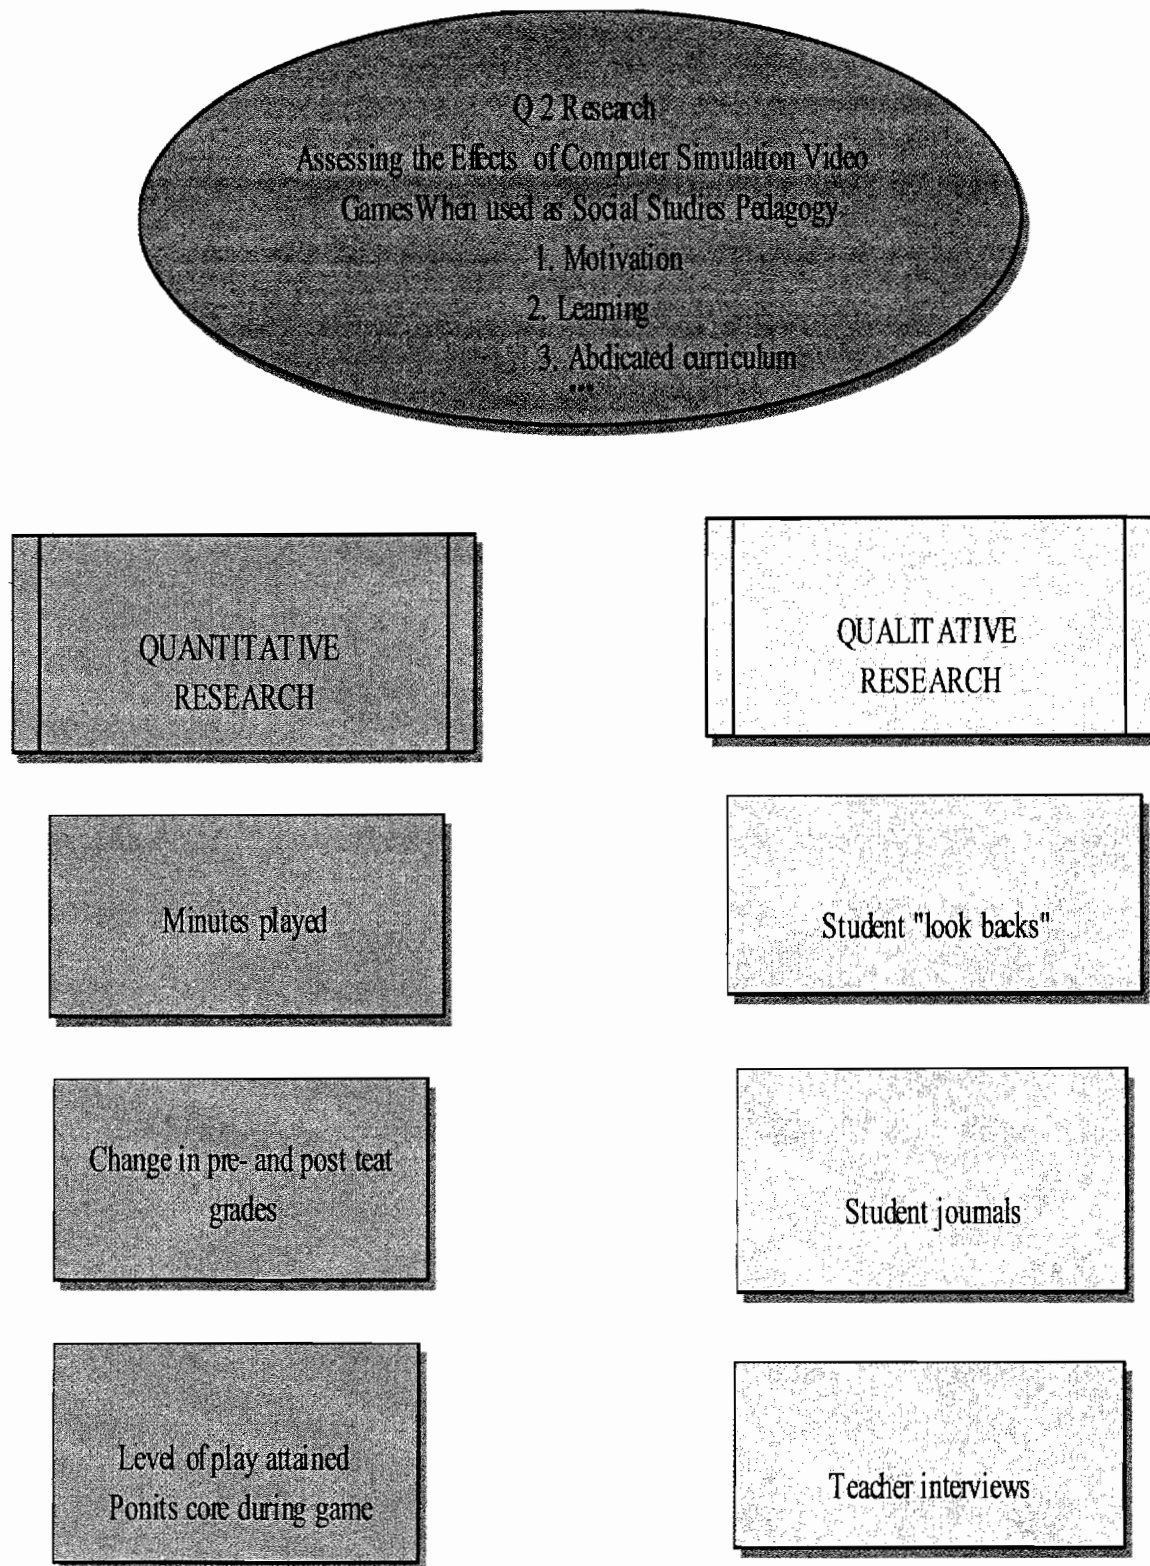 Q 2 Research
Assessing the Effects of Computer Simulation Video
Games When used as Social Studies Pedagogy
1. Motivation
2. Learning
3. Abdicated curriculum
***
QUANTITATIVE
RESEARCH
QUALITATIVE
RESEARCH
Minutes played
Student "look backs"
Change in pre- and post teat
grades
Student journals
Level of play attained
Ponits core during game
Teacher interviews